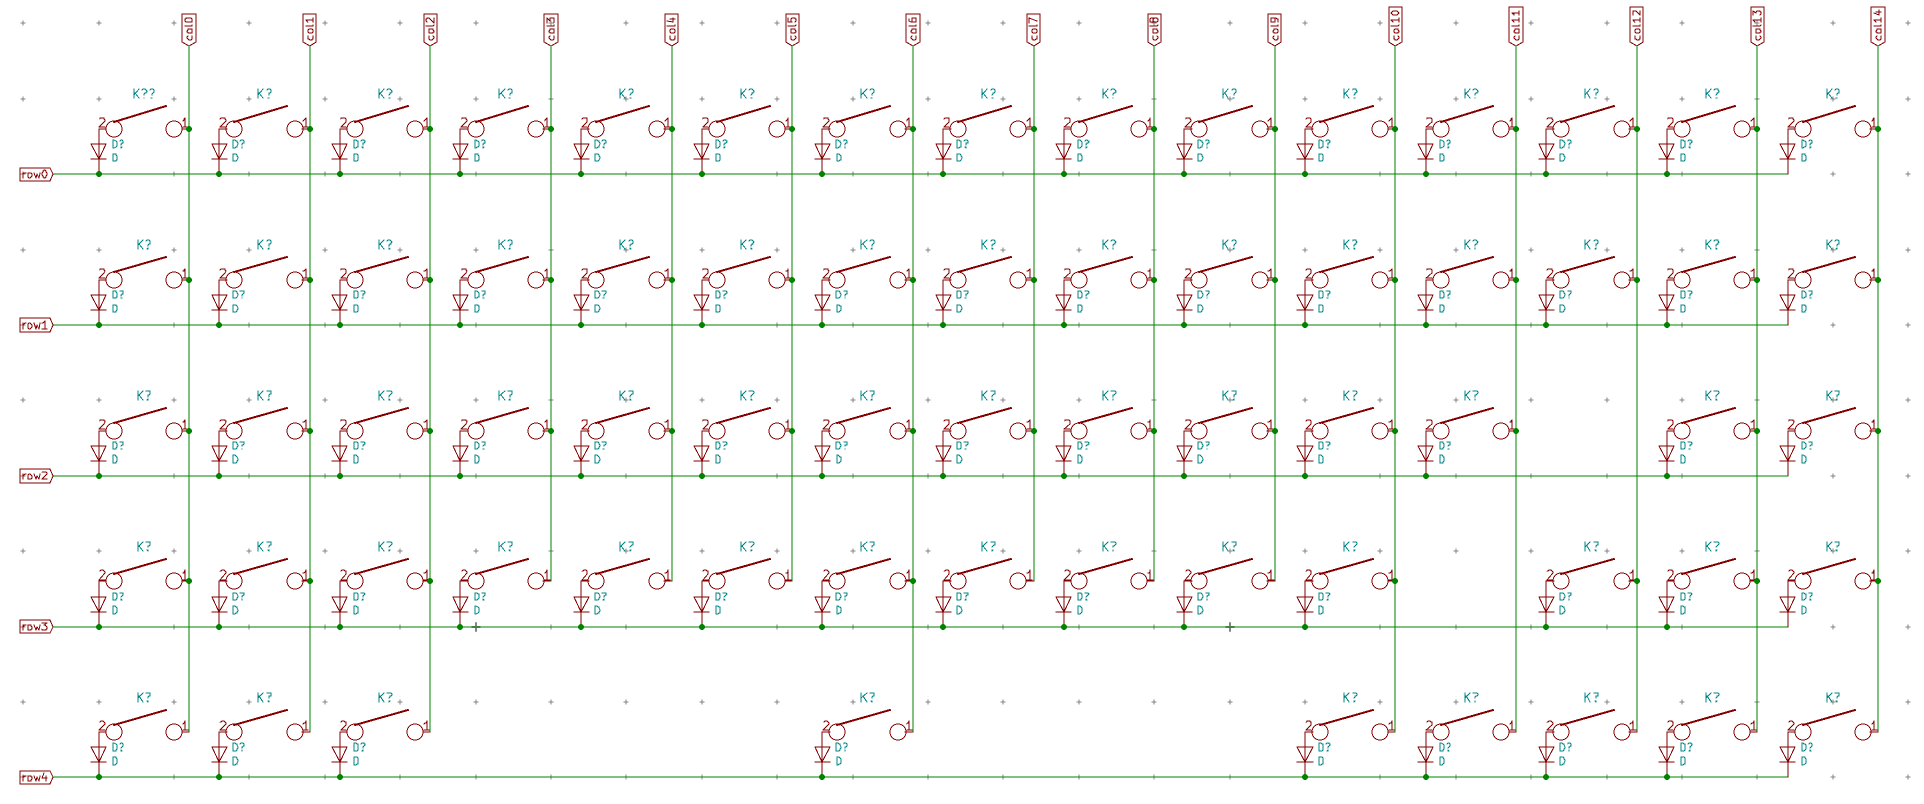 col0 col1 col2 col3 col4 col5 col6 col7 col8 col9 col10 col11 col12 col13 col14
K?? K? K? K? K? K? K? K? K? K? K? K? K? K? K?
2 1 2 1 2 1 2 1 2 1 2 1 2 1 2 1 2 1 2 1 2 1 2 1 2 1 2 1 2 1
D? D? D? D? D? D? D? D? D? D? D? D? D? D? D?
D D D D D D D D D D D D D D D
row0
K? K? K? K? K? K? K? K? K? K? K? K? K? K? K?
2 1 2 1 2 1 2 1 2 1 2 1 2 1 2 1 2 1 2 1 2 1 2 1 2 1 2 1 2 1
D? D? D? D? D? D? D? D? D? D? D? D? D? D? D?
D D D D D D D D D D D D D D D
row1
K? K? K? K? K? K? K? K? K? K? K? K? K? K?
2 1 2 1 2 1 2 1 2 1 2 1 2 1 2 1 2 1 2 1 2 1 2 1 2 1 2 1
D? D? D? D? D? D? D? D? D? D? D? D? D? D?
D D D D D D D D D D D D D D
row2
K? K? K? K? K? K? K? K? K? K? K? K? K? K?
2 1 2 1 2 1 2 1 2 1 2 1 2 1 2 1 2 1 2 1 2 1 2 1 2 1 2 1
D? D? D? D? D? D? D? D? D? D? D? D? D? D?
D D D D D D D D D D D D D D
row3
K? K? K? K? K? K? K? K? K?
2 1 2 1 2 1 2 1 2 1 2 1 2 1 2 1 2 1
D? D? D? D? D? D? D? D? D?
D D D D D D D D D
row4